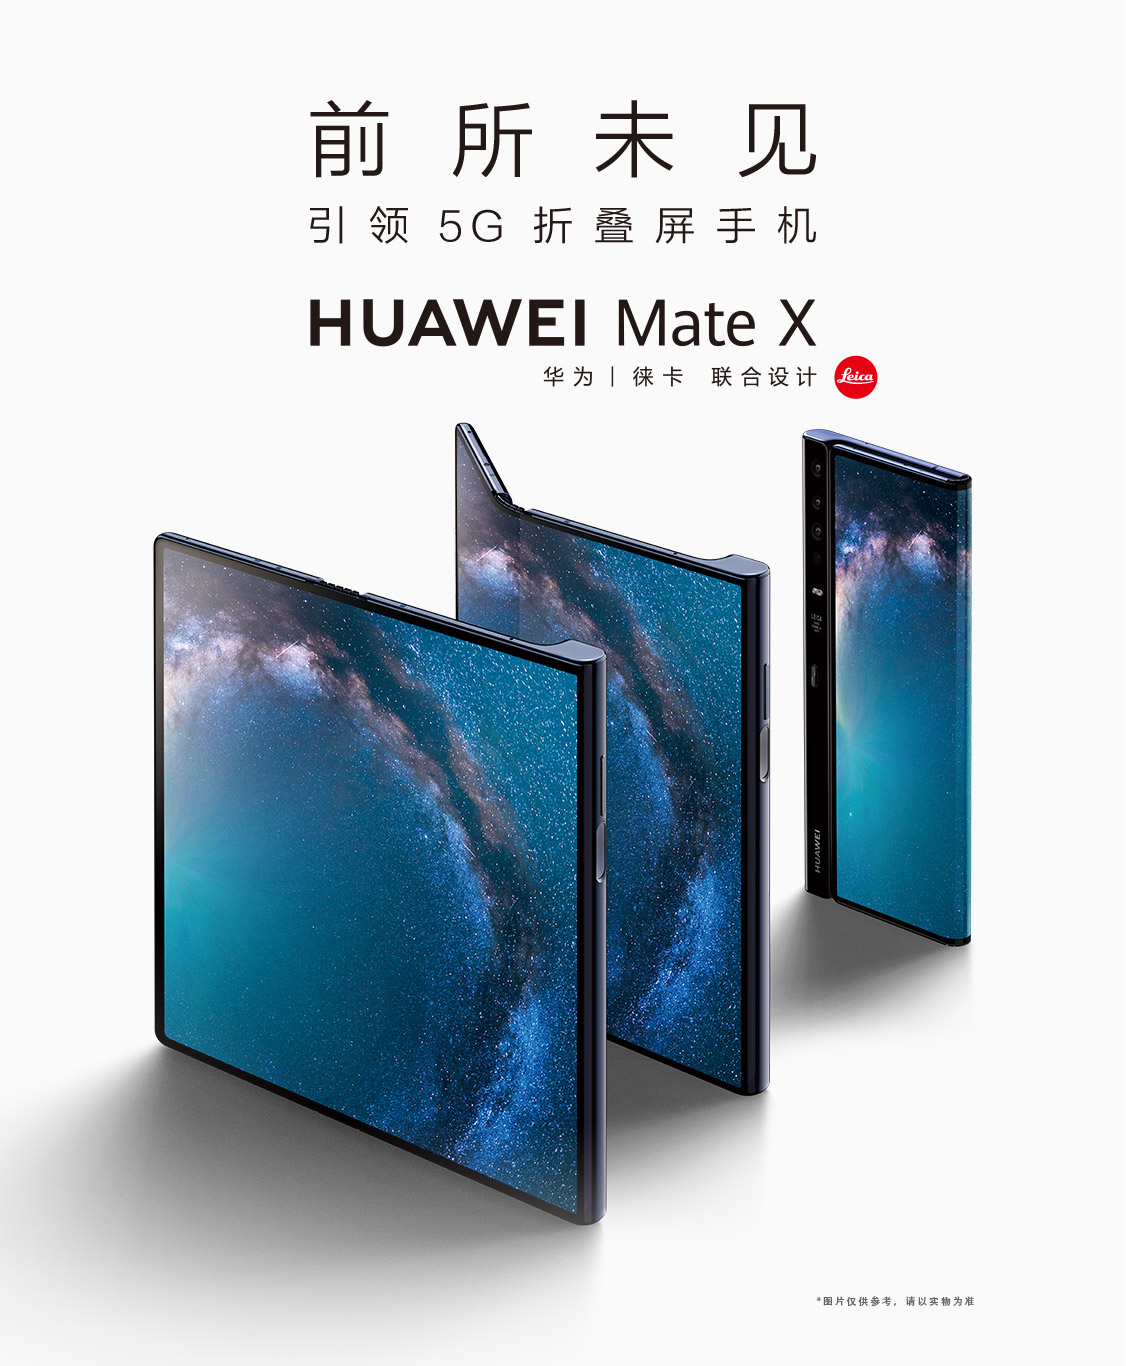 前所未见
引领 5G 折叠屏手机
HUAWEI Mate X
华为 | 徕卡 联合设计 Leica
HUAWEI
*图片仅供参考，请以实物为准